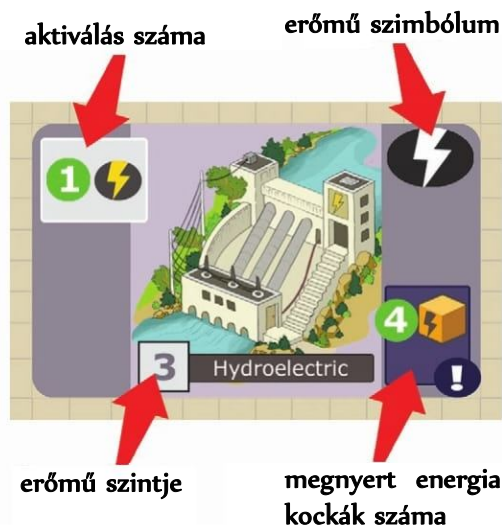 aktiválás száma
erőmű szimbólum
1
4
3 Hydroelectric
!
erőmű szintje
megnyert energia
kockák száma